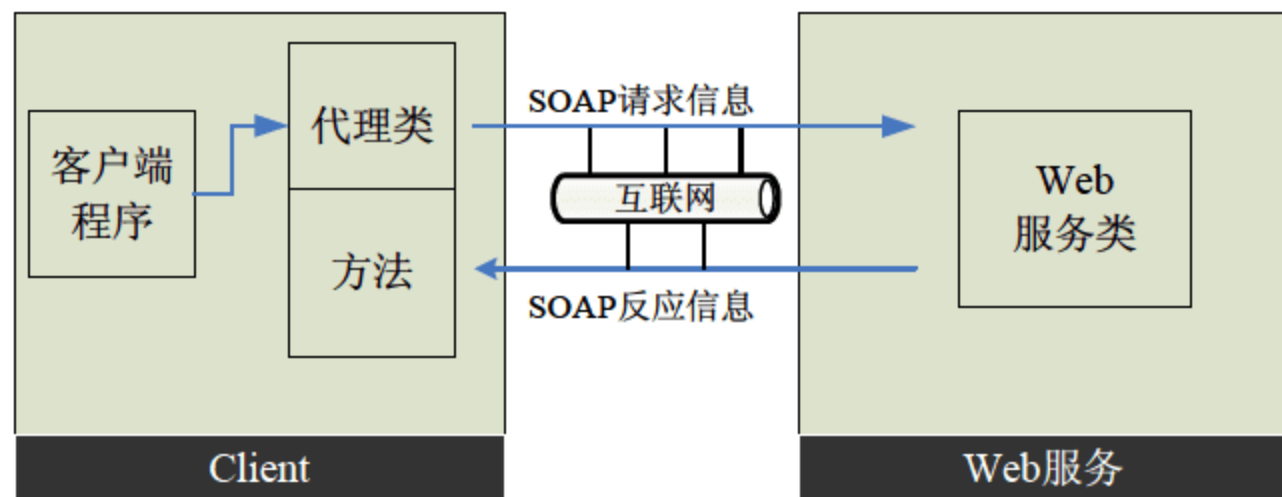 代理类
客户端
程序
方法
SOAP请求信息
互联网
SOAP反应信息
Web
服务类
Client
Web服务